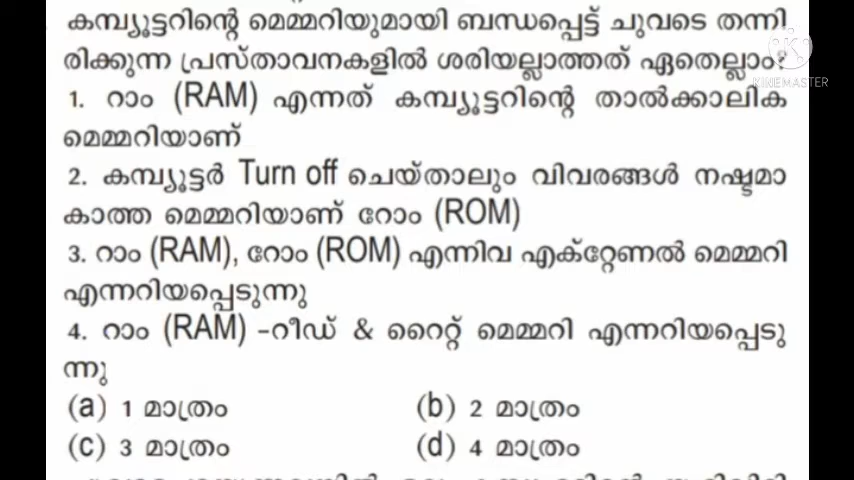 കമ്പ്യൂട്ടറിന്റെ മെമ്മറിയുമായി ബന്ധപ്പെട്ട് ചുവടെ തന്നി
രിക്കുന്ന പ്രസ്താവനകളിൽ ശരിയല്ലാത്തത് ഏതെല്ലാം?
KINEMASTER
1. റാം (RAM) എന്നത് കമ്പ്യൂട്ടറിന്റെ താൽക്കാലിക
മെമ്മറിയാണ്
2. കമ്പ്യൂട്ടർ Turn off ചെയ്താലും വിവരങ്ങൾ നഷ്ടമാ
കാത്ത മെമ്മറിയാണ് റോം (ROM)
3. റാം (RAM), റോം (ROM) എന്നിവ എക്റ്റേണൽ മെമ്മറി
എന്നറിയപ്പെടുന്നു
4. റാം (RAM) -റീഡ് & റൈറ്റ് മെമ്മറി എന്നറിയപ്പെടു
ന്നു
(a) 1 മാത്രം (b) 2 മാത്രം
(c) 3 മാത്രം (d) 4 മാത്രം